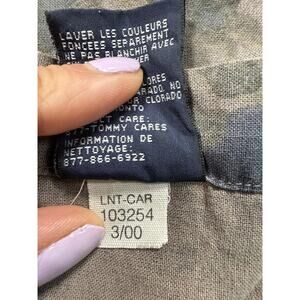 LAVER LES COULEURS
FONCEES SEPAREMENT
NE PAS BLANCHIR AVEC
CT CARE:
877-TOMMY CARES
INFORMATION DE
NETTOYAGE:
877-866-6922
LNT-CAR
103254
3/00